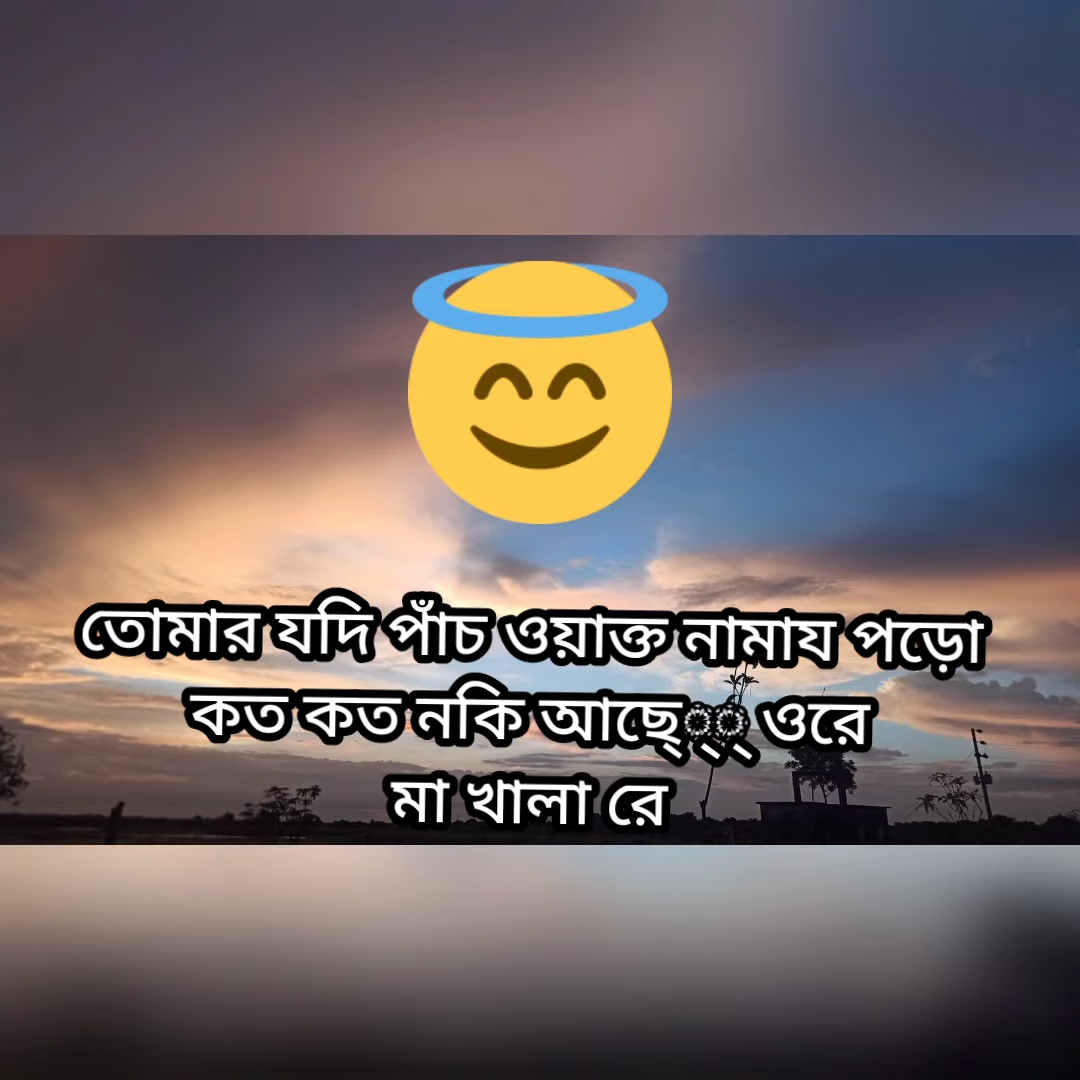 তোমার যদি পাঁচ ওয়াক্ত নামায পড়ো
কত কত নকি আছে্্্ ওরে
মা খালা রে